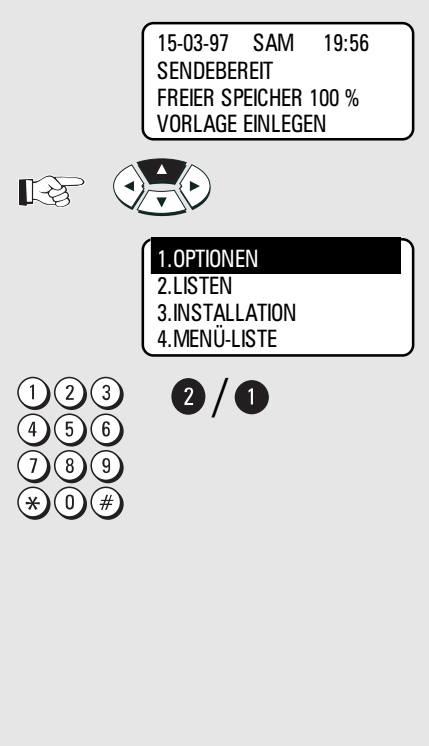 15-03-97 SAM 19:56
SENDEBEREIT
FREIER SPEICHER 100 %
VORLAGE EINLEGEN
1.OPTIONEN
2.LISTEN
3.INSTALLATION
4.MENÜ-LISTE
1 2 3 2 / 1
4 5 6
7 8 9
* 0 #